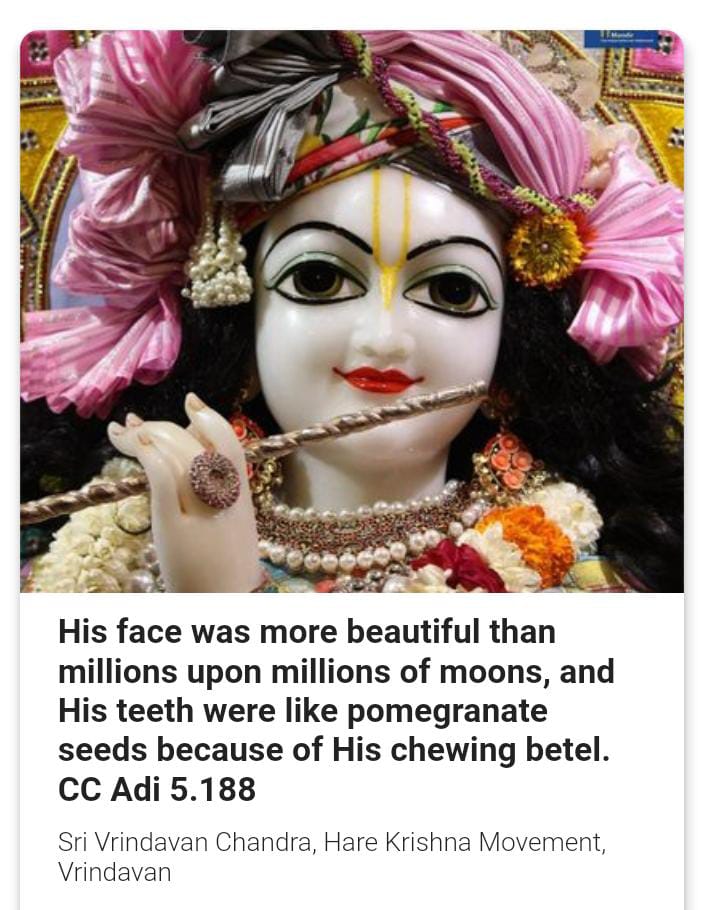 His face was more beautiful than
millions upon millions of moons, and
His teeth were like pomegranate
seeds because of His chewing betel.
CC Adi 5.188
Sri Vrindavan Chandra, Hare Krishna Movement,
Vrindavan